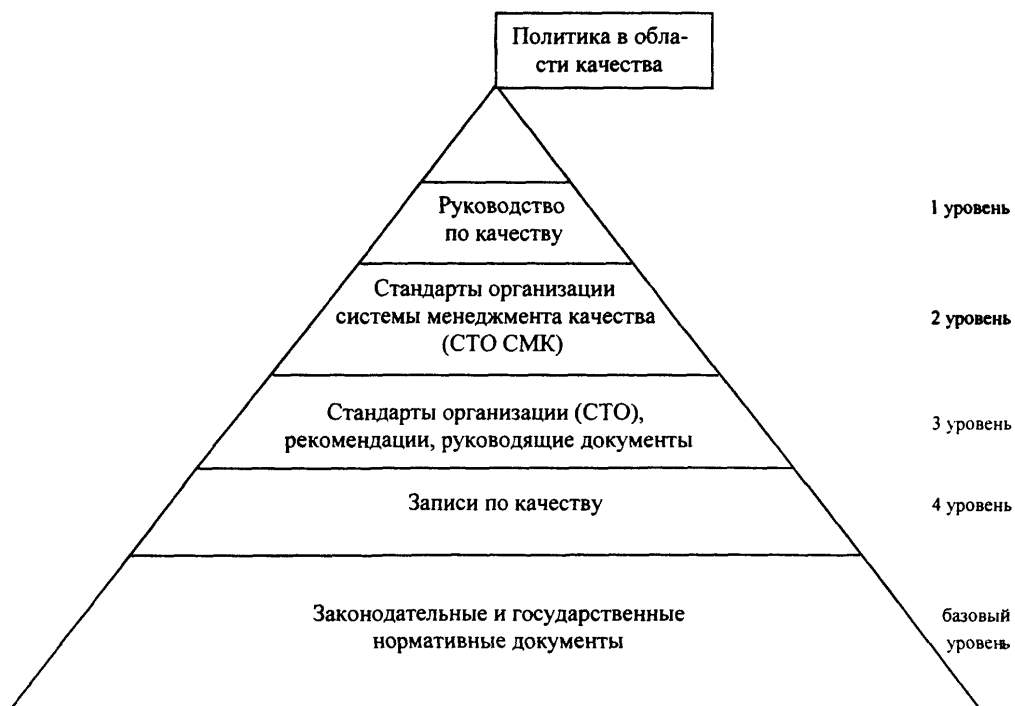 Политика в обла-
сти качества
Руководство
по качеству
1 уровень
Стандарты организации
системы менеджмента качества
(СТО СМК)
2 уровень
Стандарты организации (СТО),
рекомендации, руководящие документы
3 уровень
Записи по качеству
4 уровень
Законодательные и государственные
нормативные документы
базовый
уровень